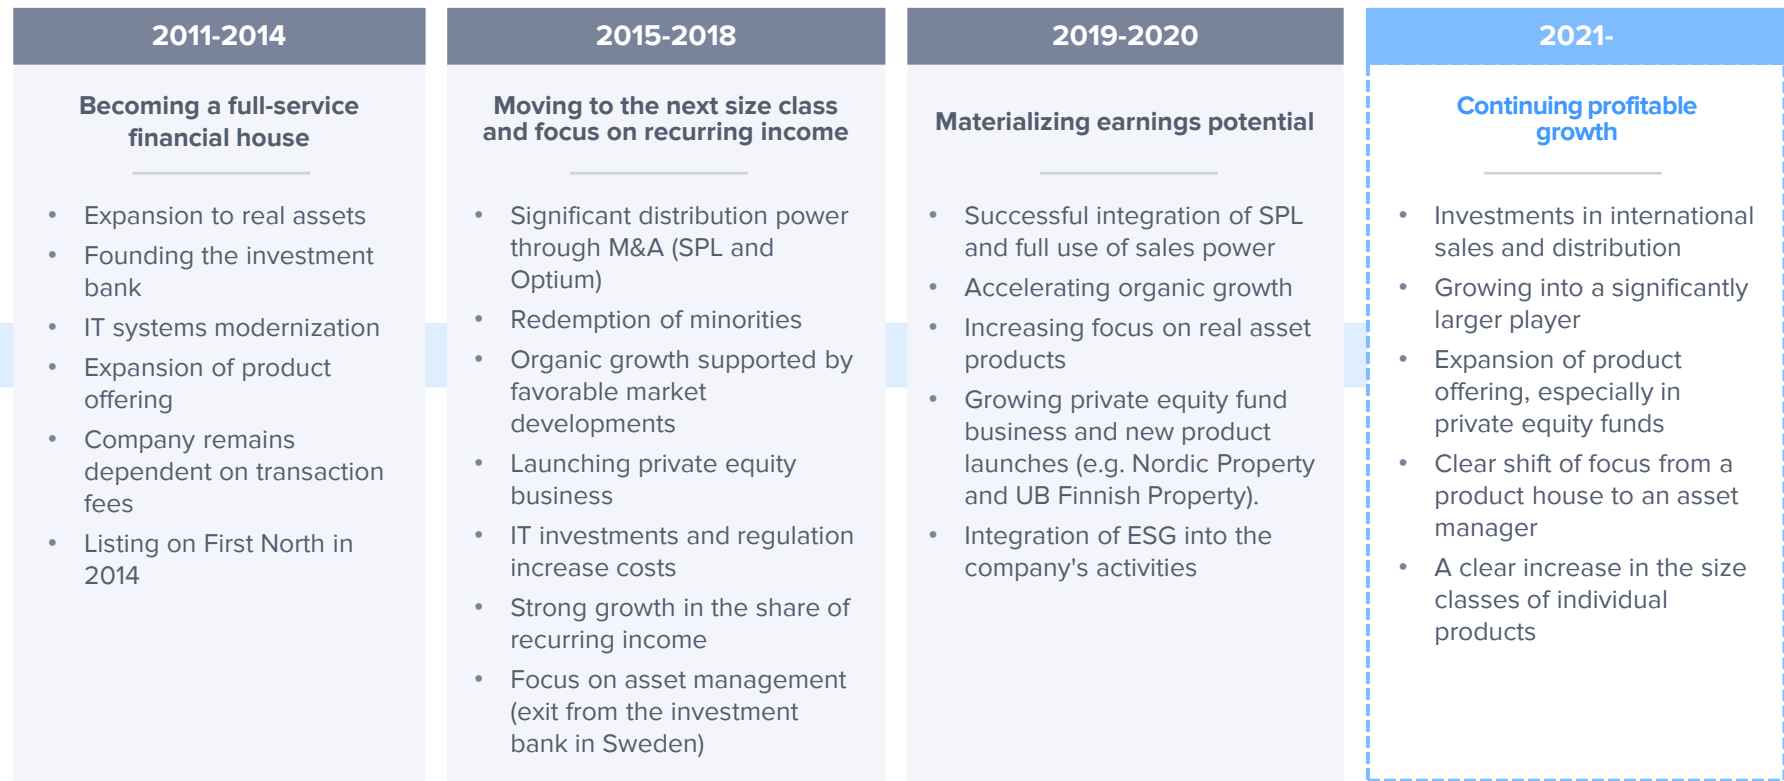 2011-2014
Becoming a full-service
financial house
• Expansion to real assets
• Founding the investment
bank
• IT systems modernization
• Expansion of product
offering
• Company remains
dependent on transaction
fees
• Listing on First North in
2014
2015-2018
Moving to the next size class
and focus on recurring income
• Significant distribution power
through M&A (SPL and
Optium)
• Redemption of minorities
• Organic growth supported by
favorable market
developments
• Launching private equity
business
• IT investments and regulation
increase costs
• Strong growth in the share of
recurring income
• Focus on asset management
(exit from the investment
bank in Sweden)
2019-2020
Materializing earnings potential
• Successful integration of SPL
and full use of sales power
• Accelerating organic growth
• Increasing focus on real asset
products
• Growing private equity fund
business and new product
launches (e.g. Nordic Property
and UB Finnish Property).
• Integration of ESG into the
company's activities
2021-
Continuing profitable
growth
• Investments in international
sales and distribution
• Growing into a significantly
larger player
• Expansion of product
offering, especially in
private equity funds
• Clear shift of focus from a
product house to an asset
manager
• A clear increase in the size
classes of individual
products